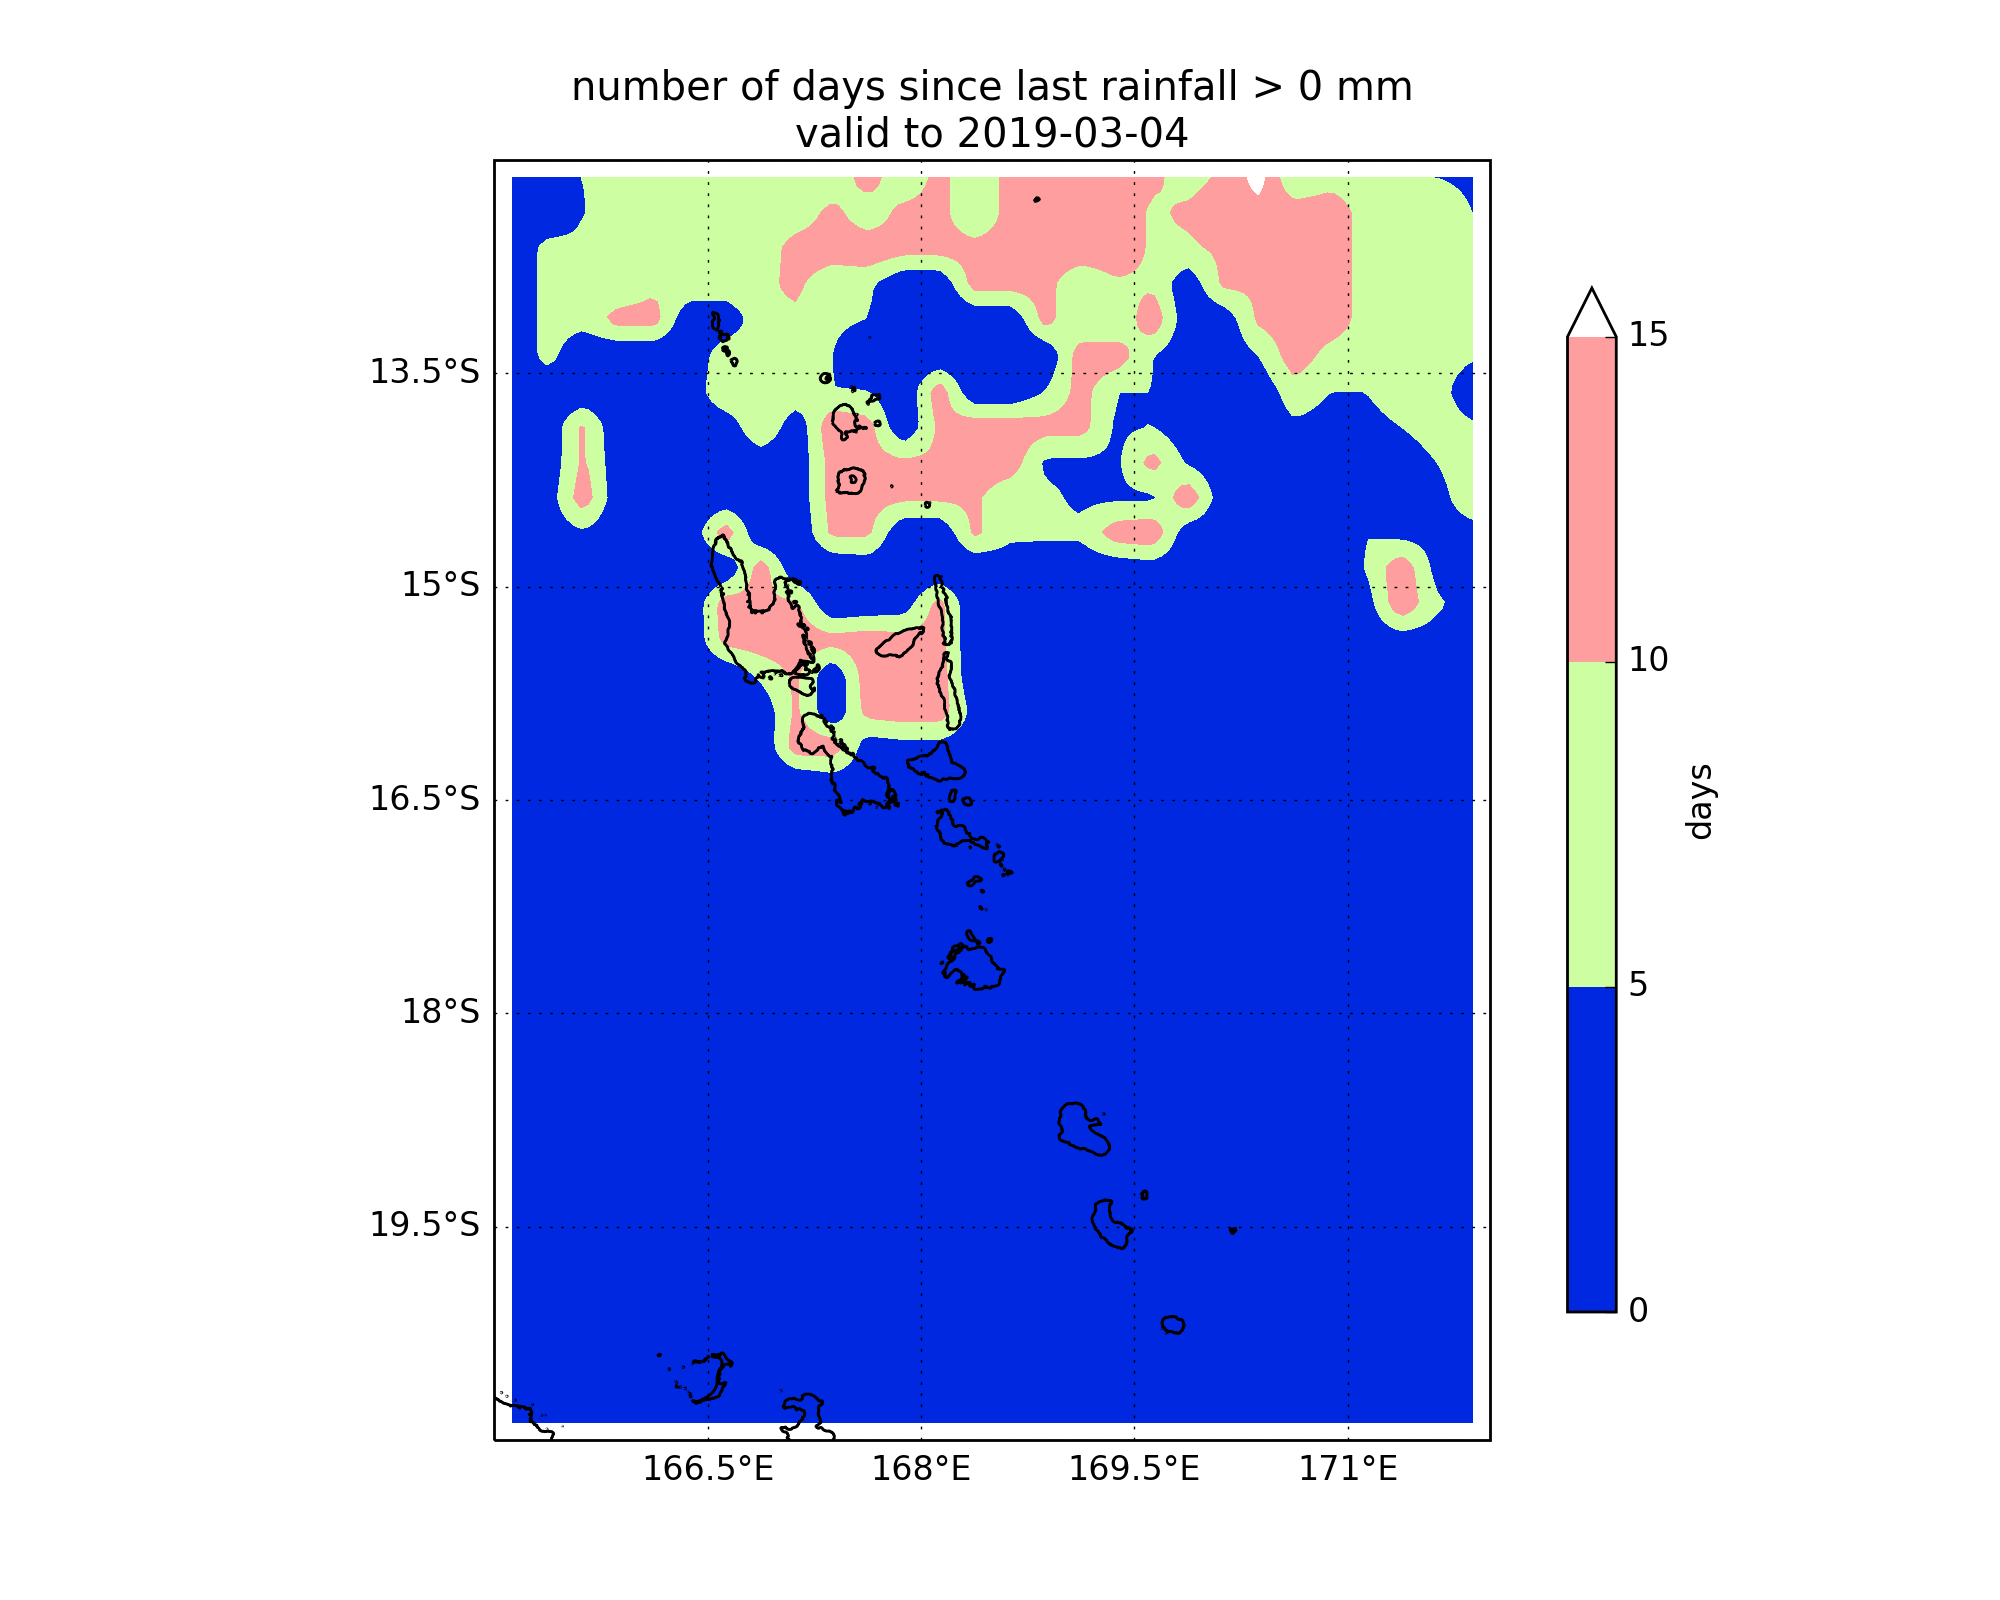 number of days since last rainfall > 0 mm
valid to 2019-03-04
13.5°S
15°S
16.5°S
18°S
19.5°S
166.5°E
168°E
169.5°E
171°E
15
10
5
0
days